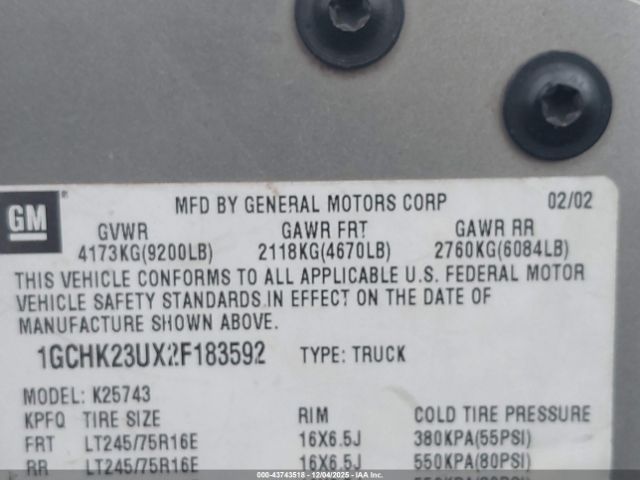 GM
MFD BY GENERAL MOTORS CORP 02/02
GVWR GAWR FRT GAWR RR
4173KG(9200LB) 2118KG(4670LB) 2760KG(6084LB)
THIS VEHICLE CONFORMS TO ALL APPLICABLE U.S. FEDERAL MOTOR
VEHICLE SAFETY STANDARDS IN EFFECT ON THE DATE OF
MANUFACTURE SHOWN ABOVE.
1GCHK23UX2F183592 TYPE: TRUCK
MODEL: K25743
KPFQ TIRE SIZE RIM COLD TIRE PRESSURE
FRT LT245/75R16E 16X6.5J 380KPA(55PSI)
RR LT245/75R16E 16X6.5J 550KPA(80PSI)
© IAA 00-43743518 | 12/04/2025 | IAAI.COM